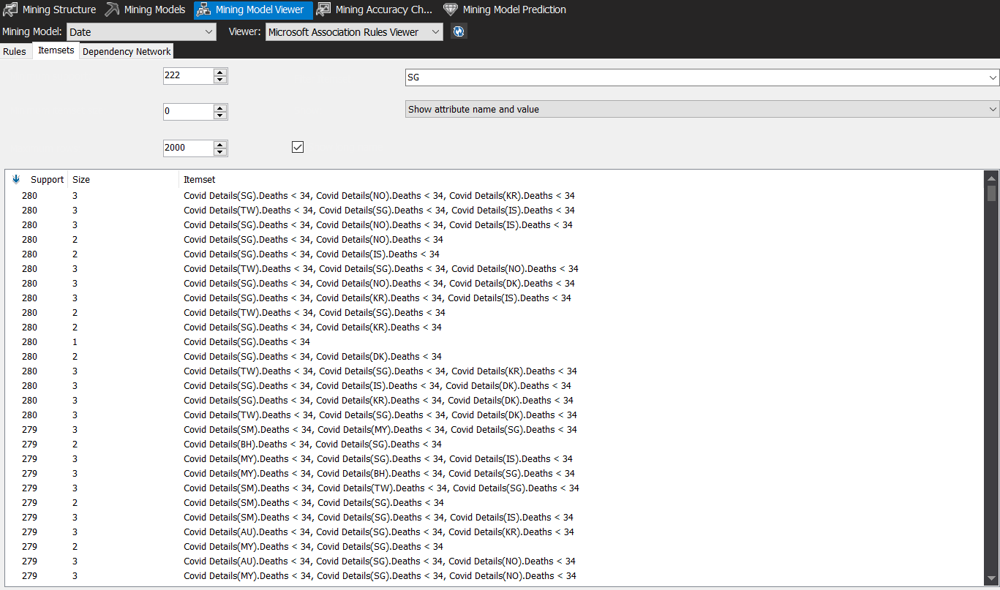 Mining Structure Mining Models Mining Model Viewer Mining Accuracy Ch... Mining Model Prediction
Mining Model: Date Viewer: Microsoft Association Rules Viewer
Rules Itemsets Dependency Network
222 SG
0 Show attribute name and value
2000
Support Size Itemset
280 3 Covid Details(SG).Deaths < 34, Covid Details(NO).Deaths < 34, Covid Details(KR).Deaths < 34
280 3 Covid Details(TW).Deaths < 34, Covid Details(SG).Deaths < 34, Covid Details(IS).Deaths < 34
280 3 Covid Details(SG).Deaths < 34, Covid Details(NO).Deaths < 34, Covid Details(IS).Deaths < 34
280 2 Covid Details(SG).Deaths < 34, Covid Details(NO).Deaths < 34
280 2 Covid Details(SG).Deaths < 34, Covid Details(IS).Deaths < 34
280 3 Covid Details(TW).Deaths < 34, Covid Details(SG).Deaths < 34, Covid Details(NO).Deaths < 34
280 3 Covid Details(SG).Deaths < 34, Covid Details(NO).Deaths < 34, Covid Details(DK).Deaths < 34
280 3 Covid Details(SG).Deaths < 34, Covid Details(KR).Deaths < 34, Covid Details(IS).Deaths < 34
280 2 Covid Details(TW).Deaths < 34, Covid Details(SG).Deaths < 34
280 2 Covid Details(SG).Deaths < 34, Covid Details(KR).Deaths < 34
280 1 Covid Details(SG).Deaths < 34
280 2 Covid Details(SG).Deaths < 34, Covid Details(DK).Deaths < 34
280 3 Covid Details(TW).Deaths < 34, Covid Details(SG).Deaths < 34, Covid Details(KR).Deaths < 34
280 3 Covid Details(SG).Deaths < 34, Covid Details(IS).Deaths < 34, Covid Details(DK).Deaths < 34
280 3 Covid Details(SG).Deaths < 34, Covid Details(KR).Deaths < 34, Covid Details(DK).Deaths < 34
280 3 Covid Details(TW).Deaths < 34, Covid Details(SG).Deaths < 34, Covid Details(DK).Deaths < 34
279 3 Covid Details(SM).Deaths < 34, Covid Details(MY).Deaths < 34, Covid Details(SG).Deaths < 34
279 2 Covid Details(BH).Deaths < 34, Covid Details(SG).Deaths < 34
279 3 Covid Details(MY).Deaths < 34, Covid Details(SG).Deaths < 34, Covid Details(IS).Deaths < 34
279 3 Covid Details(MY).Deaths < 34, Covid Details(BH).Deaths < 34, Covid Details(SG).Deaths < 34
279 3 Covid Details(SM).Deaths < 34, Covid Details(TW).Deaths < 34, Covid Details(SG).Deaths < 34
279 2 Covid Details(SM).Deaths < 34, Covid Details(SG).Deaths < 34
279 3 Covid Details(SM).Deaths < 34, Covid Details(SG).Deaths < 34, Covid Details(IS).Deaths < 34
279 3 Covid Details(AU).Deaths < 34, Covid Details(SG).Deaths < 34, Covid Details(KR).Deaths < 34
279 2 Covid Details(MY).Deaths < 34, Covid Details(SG).Deaths < 34
279 3 Covid Details(AU).Deaths < 34, Covid Details(SG).Deaths < 34, Covid Details(NO).Deaths < 34
279 3 Covid Details(MY).Deaths < 34, Covid Details(SG).Deaths < 34, Covid Details(NO).Deaths < 34